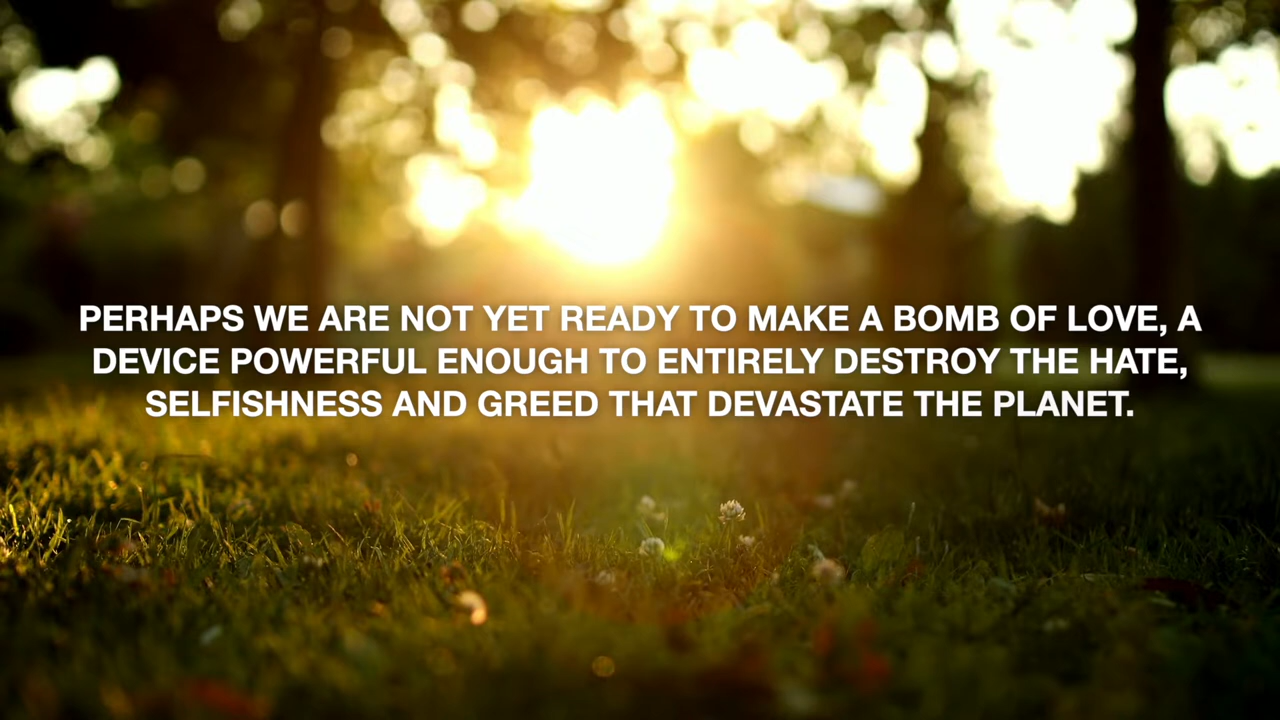 PERHAPS WE ARE NOT YET READY TO MAKE A BOMB OF LOVE, A
DEVICE POWERFUL ENOUGH TO ENTIRELY DESTROY THE HATE,
SELFISHNESS AND GREED THAT DEVASTATE THE PLANET.